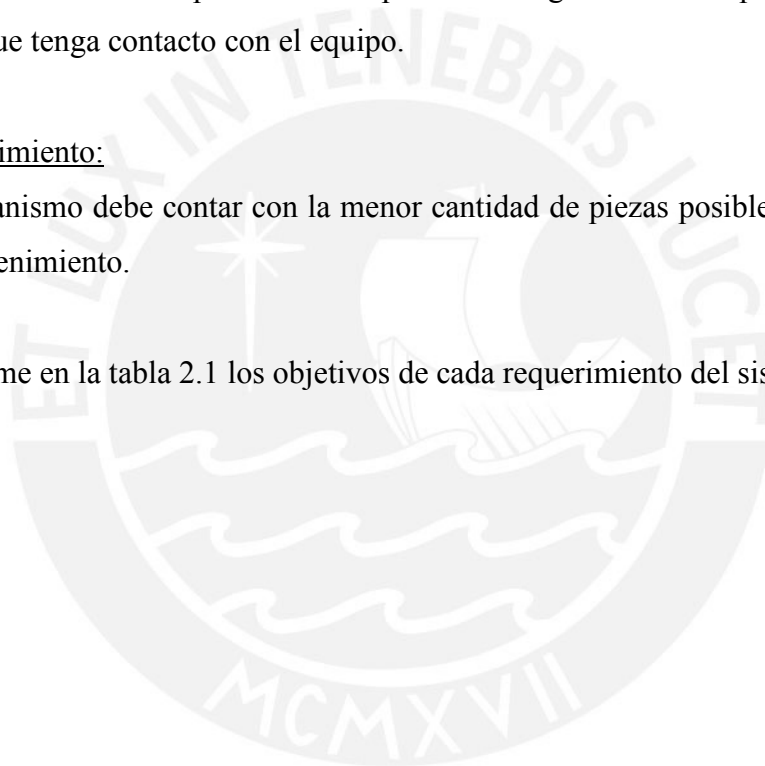 ue tenga contacto con el equipo.
imiento:
anismo debe contar con la menor cantidad de piezas posible
enimiento.
me en la tabla 2.1 los objetivos de cada requerimiento del sis
ET LUX IN TENEBRIS LUCET
MCMXVII